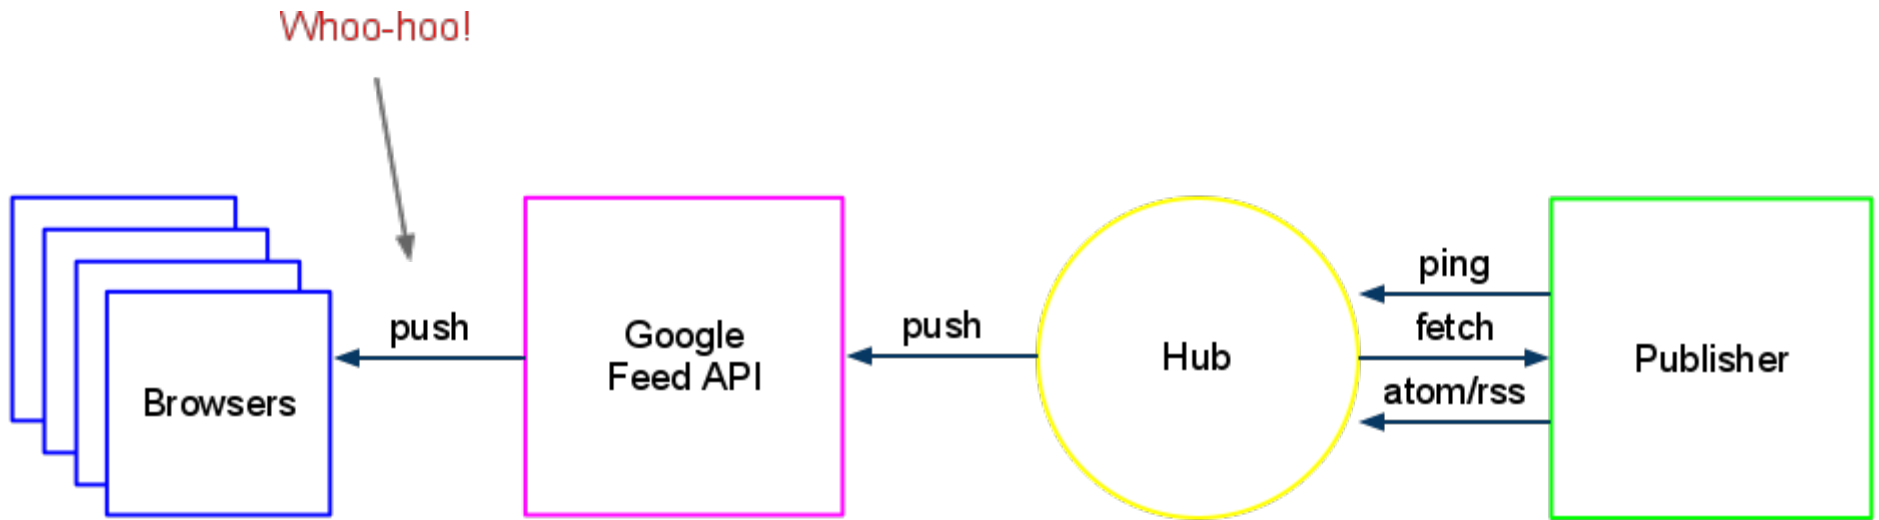 Whoo-hoo!
push
Browsers
Google
Feed API
push
Hub
ping
fetch
atom/rss
Publisher